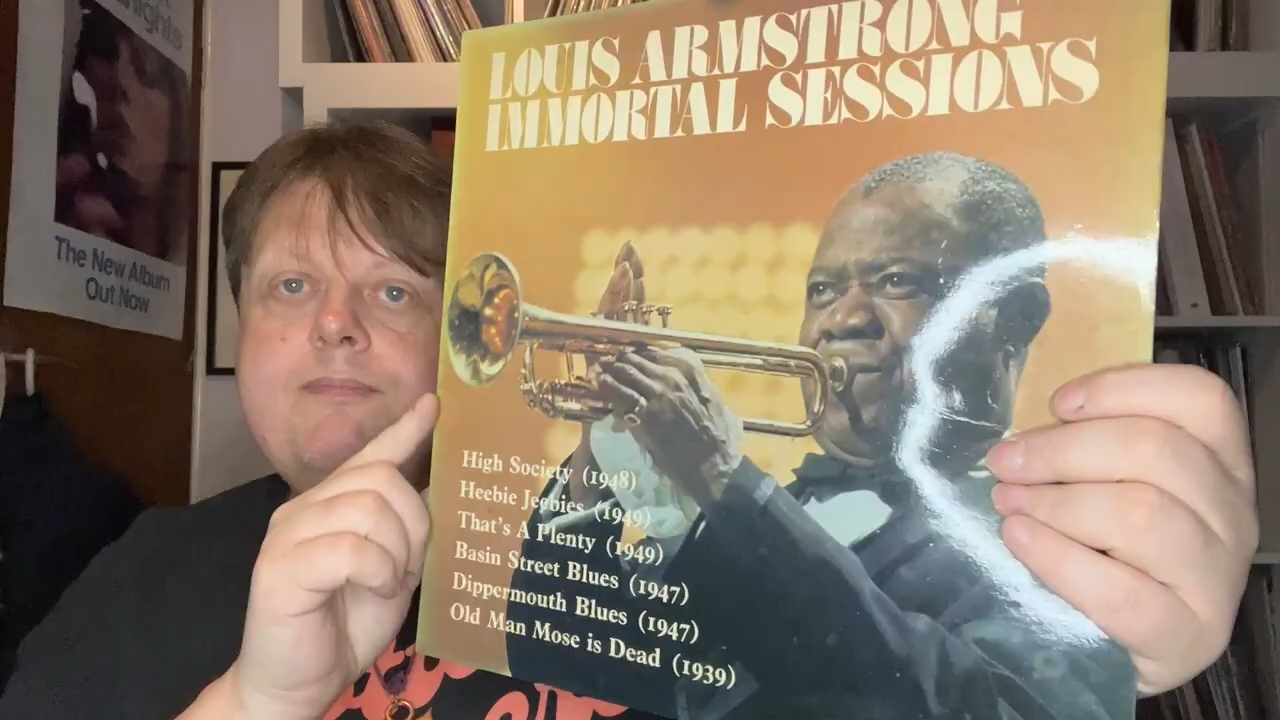 ights
The New Album
Out Now
LOUIS ARMSTRONG
IMMORTAL SESSIONS
High Society (1948)
Heebie Jeebies (1949)
That's A Plenty (1949)
Basin Street Blues (1947)
Dippermouth Blues (1947)
Old Man Mose is Dead (1939)